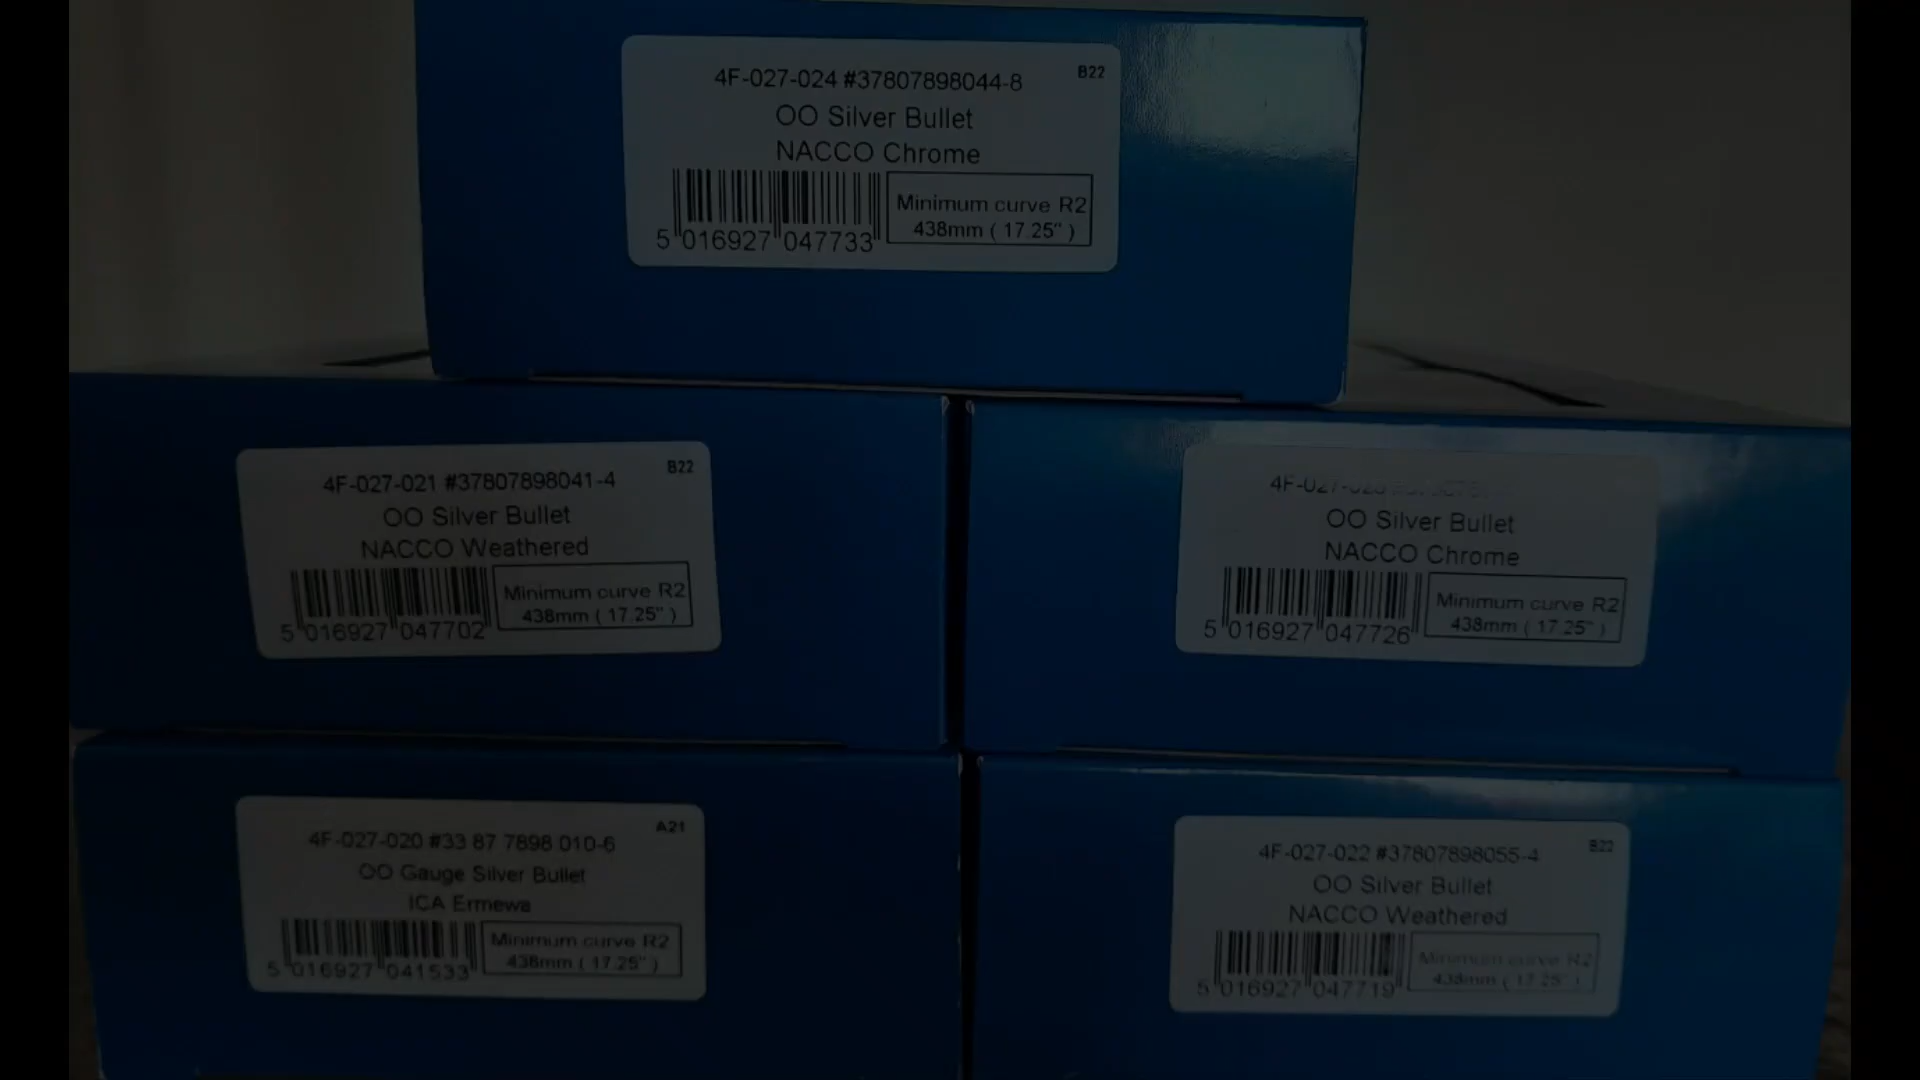 4F-027-024 #37807898044-8
B22
OO Silver Bullet
NACCO Chrome
Minimum curve R2
438mm ( 17.25" )
5 016927 047733
4F-027-021 #37807898041-4
B22
OO Silver Bullet
NACCO Weathered
Minimum curve R2
438mm ( 17.25" )
5 016927 047702
OO Silver Bullet
NACCO Chrome
Minimum curve R2
438mm ( 17.25" )
5 016927 047726
4F-027-020 #33 87 7898 010-6
A21
OO Gauge Silver Bullet
ICA Ermewa
Minimum curve R2
438mm ( 17.25" )
5 016927 041533
4F-027-022 #37807898055-4
B22
OO Silver Bullet
NACCO Weathered
Minimum curve R2
438mm ( 17.25" )
5 016927 047719